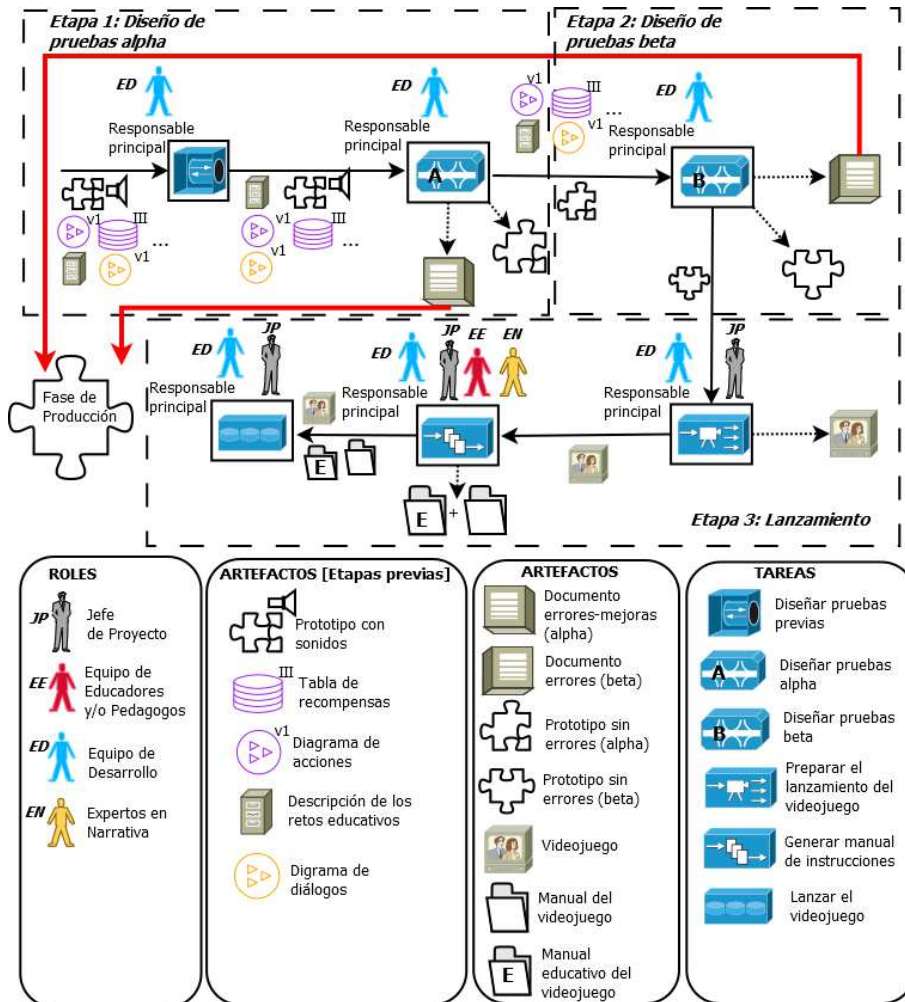 Etapa 1: Diseño de
pruebas alpha
Etapa 2: Diseño de
pruebas beta
ED
Responsable
principal
ED
Responsable
principal
A
v1
III
...
v1
ED
Responsable
principal
B
v1
III
...
v1
v1
III
...
v1
Fase de
Producción
ED
JP
Responsable
principal
ED
JP
EE
EN
Responsable
principal
ED
JP
Responsable
principal
E
E
+
Etapa 3: Lanzamiento
ROLES
JP
Jefe
de Proyecto
EE
Equipo de
Educadores
y/o Pedagogos
ED
Equipo de
Desarrollo
EN
Expertos en
Narrativa
ARTEFACTOS [Etapas previas]
Prototipo con
sonidos
III
Tabla de
recompensas
v1
Diagrama de
acciones
Descripción de los
retos educativos
Digrama de
diálogos
ARTEFACTOS
Documento
errores-mejoras
(alpha)
Documento
errores (beta)
Prototipo sin
errores (alpha)
Prototipo sin
errores (beta)
Videojuego
Manual del
videojuego
E
Manual
educativo del
videojuego
TAREAS
Diseñar pruebas
previas
A
Diseñar pruebas
alpha
B
Diseñar pruebas
beta
Preparar el
lanzamiento del
videojuego
Generar manual
de instrucciones
Lanzar el
videojuego